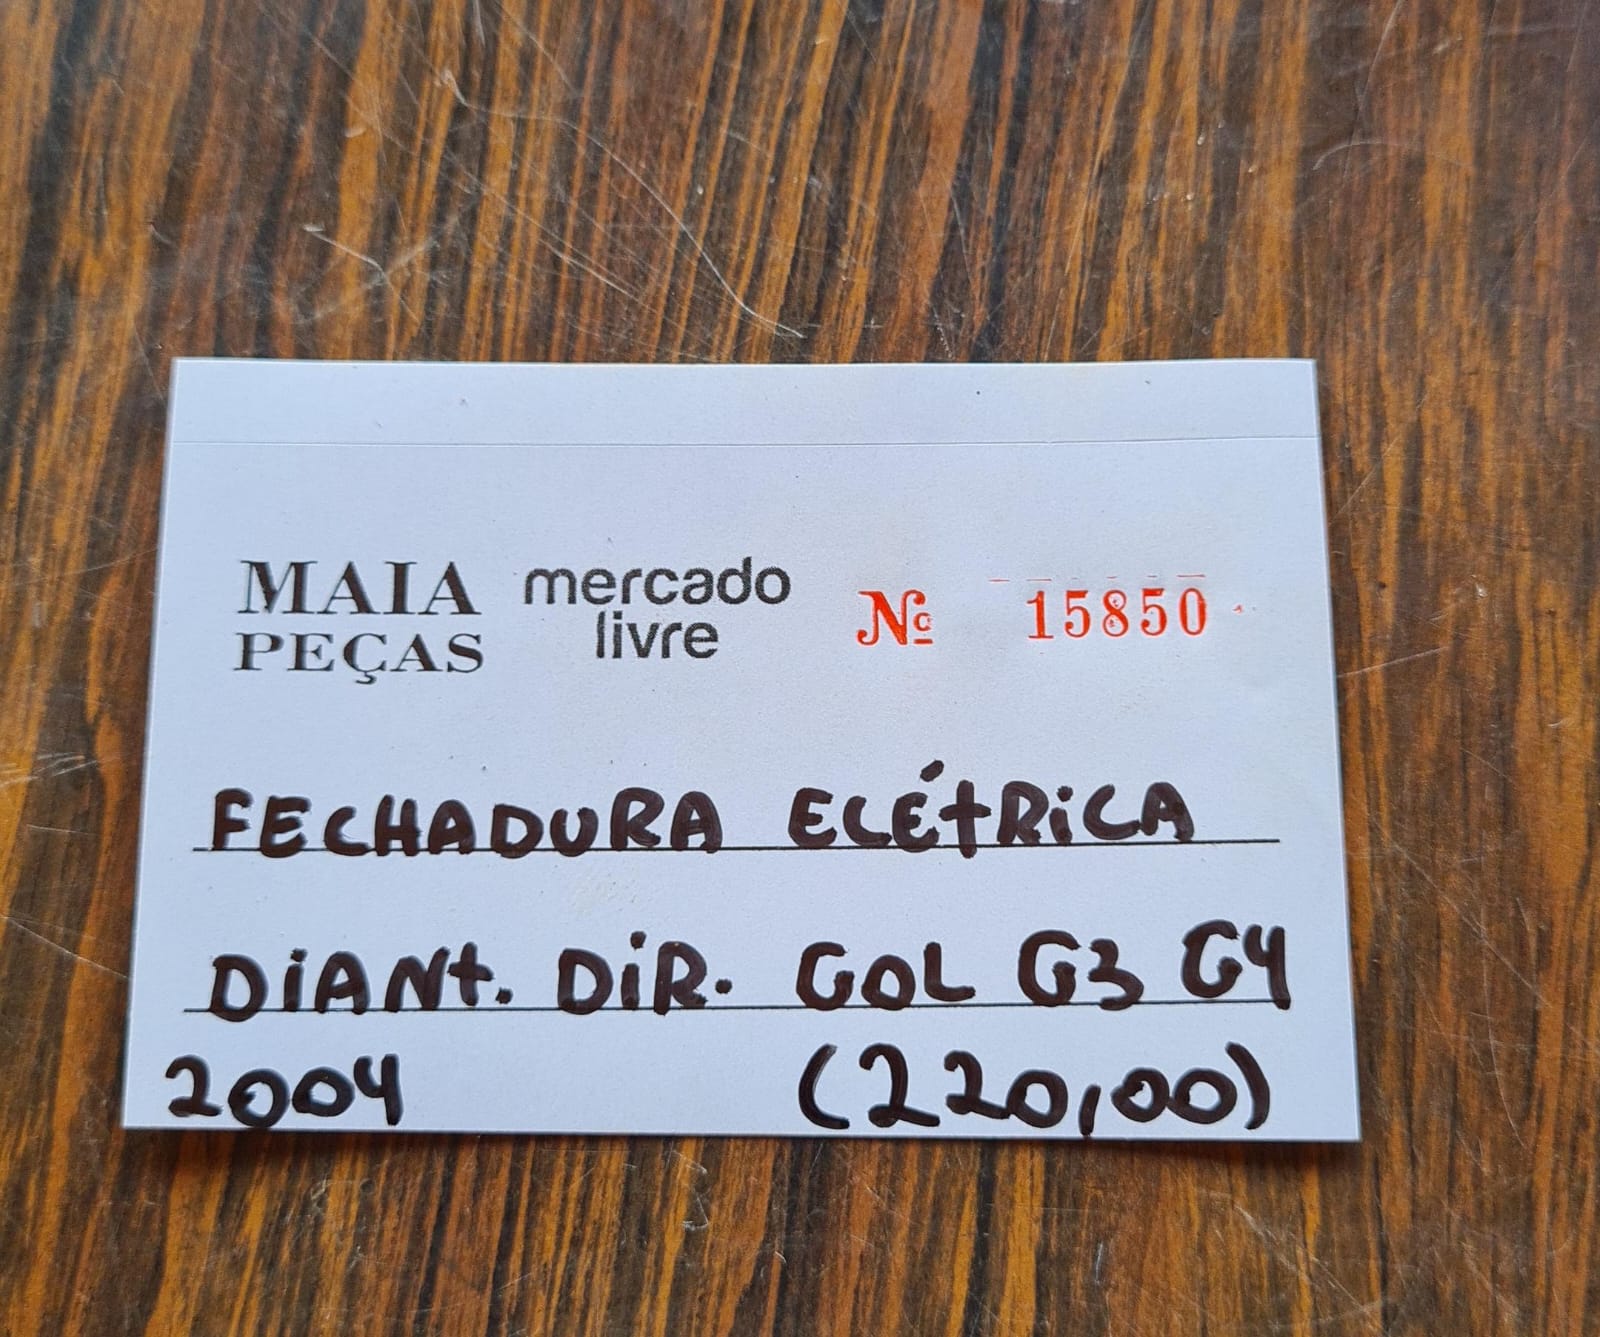 MAIA PEÇAS mercado livre Nº 15850
FECHADURA ELÉTRICA
DIANT. DIR. GOL G3 G4
2004 (220,00)